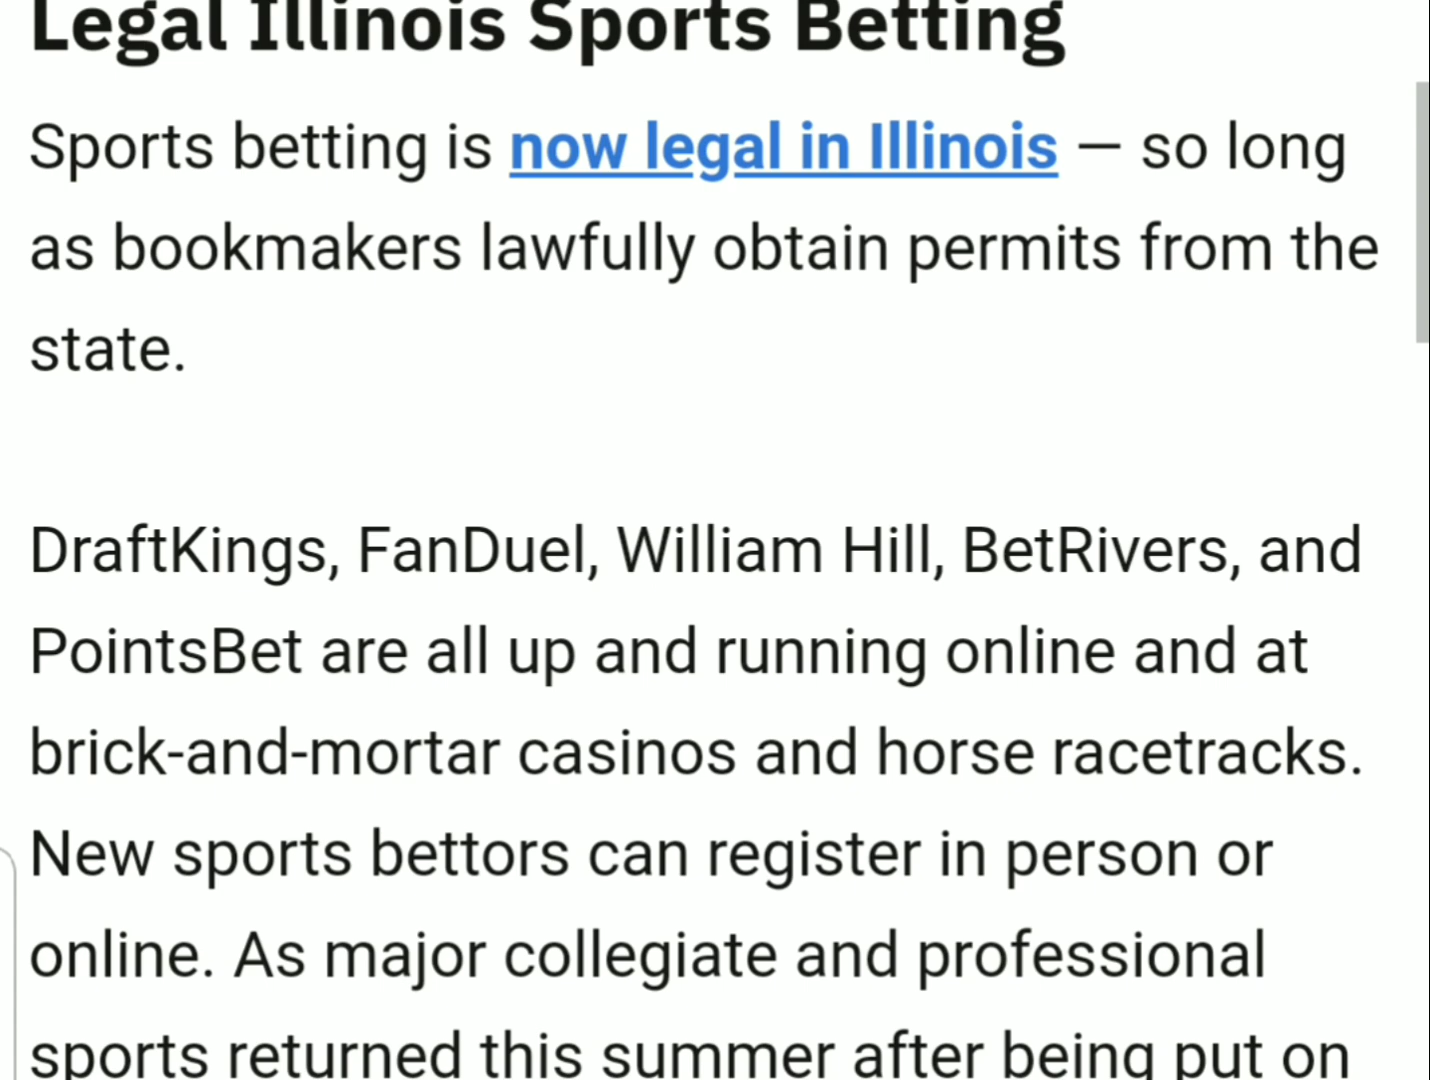 Legal Illinois Sports Betting
Sports betting is now legal in Illinois — so long
as bookmakers lawfully obtain permits from the
state.
DraftKings, FanDuel, William Hill, BetRivers, and
PointsBet are all up and running online and at
brick-and-mortar casinos and horse racetracks.
New sports bettors can register in person or
online. As major collegiate and professional
sports returned this summer after being put on